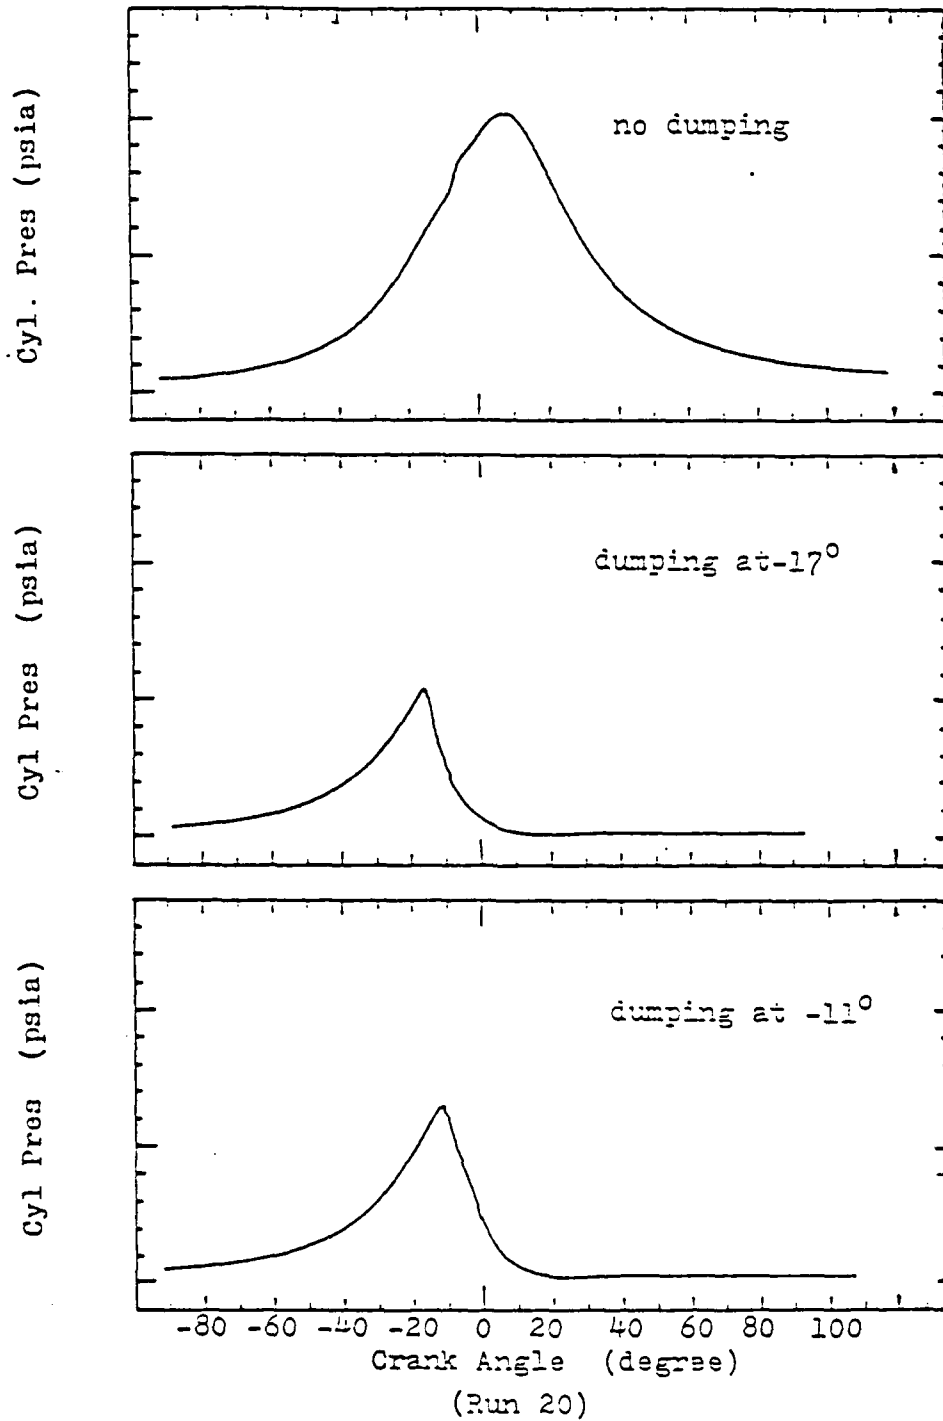 Cyl. Pres (psia)
no dumping
Cyl Pres (psia)
dumping at-17°
Cyl Pres (psia)
dumping at -11°
-80 -60 -40 -20 0 20 40 60 80 100
Crank Angle (degree)
(Run 20)